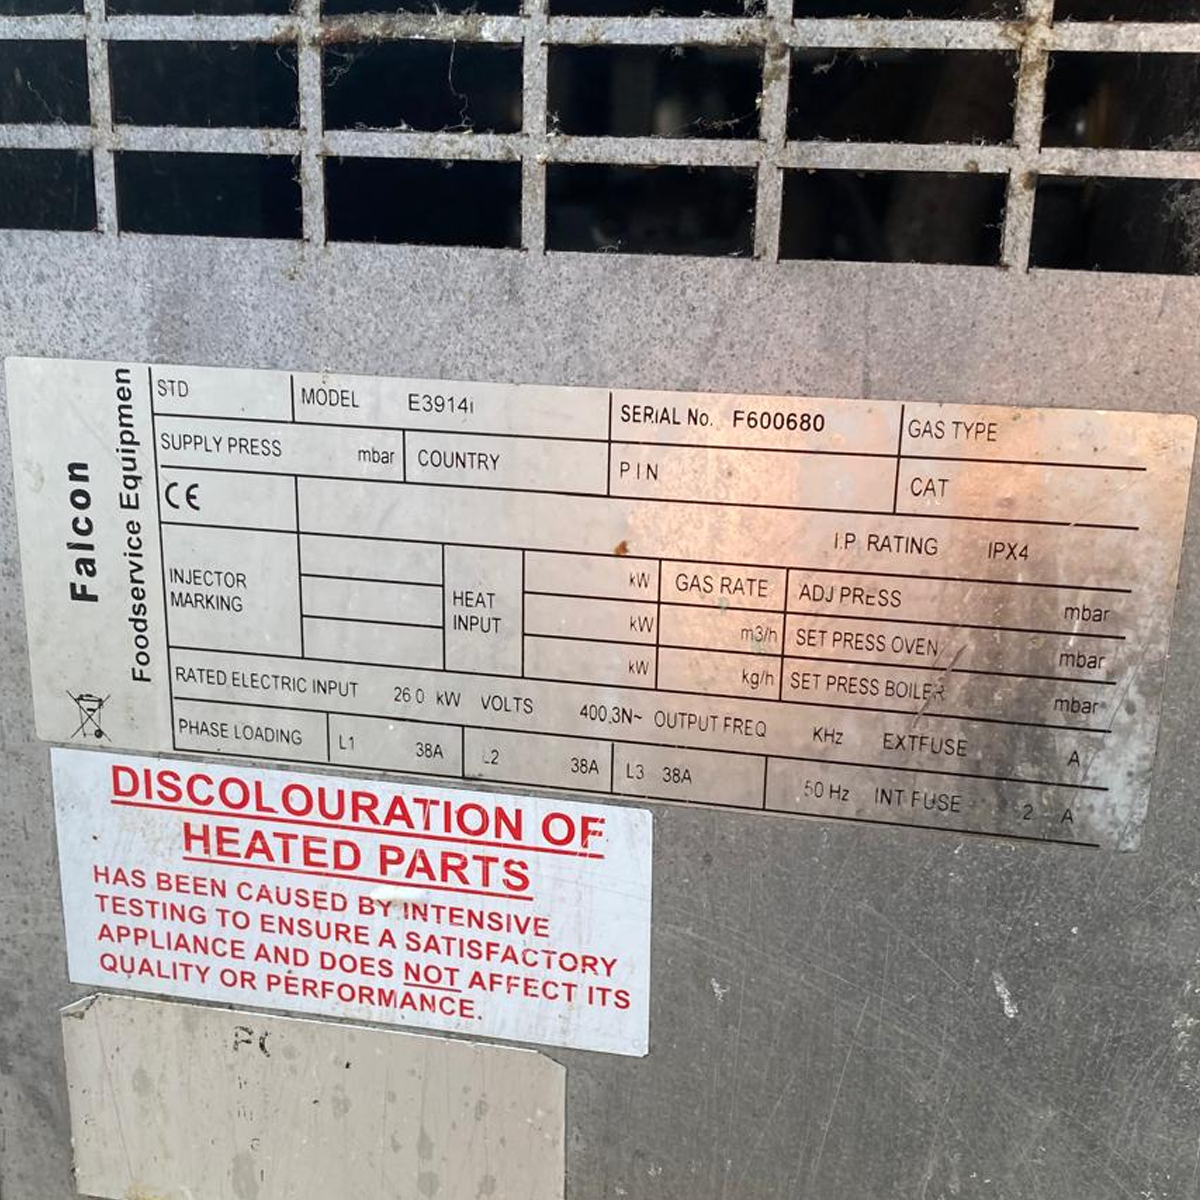 Falcon
Foodservice Equipmen
STD
MODEL E3914i
SERIAL No. F600680
GAS TYPE
SUPPLY PRESS mbar
COUNTRY
PIN
CAT
CE
I.P. RATING IPX4
INJECTOR
MARKING
HEAT
INPUT
kW
kW
kW
GAS RATE
m3/h
kg/h
ADJ PRESS mbar
SET PRESS OVEN mbar
SET PRESS BOILER mbar
RATED ELECTRIC INPUT 26.0 kW VOLTS 400.3N~ OUTPUT FREQ KHz EXTFUSE A
PHASE LOADING L1 38A L2 38A L3 38A 50 Hz INT FUSE 2 A
DISCOLOURATION OF
HEATED PARTS
HAS BEEN CAUSED BY INTENSIVE
TESTING TO ENSURE A SATISFACTORY
APPLIANCE AND DOES NOT AFFECT ITS
QUALITY OR PERFORMANCE.